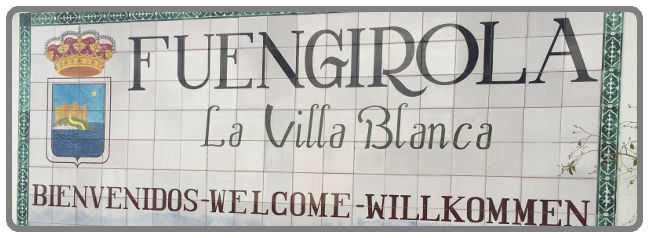 FUENGIROLA
La Villa Blanca
BIENVENIDOS-WELCOME-WILLKOMMEN